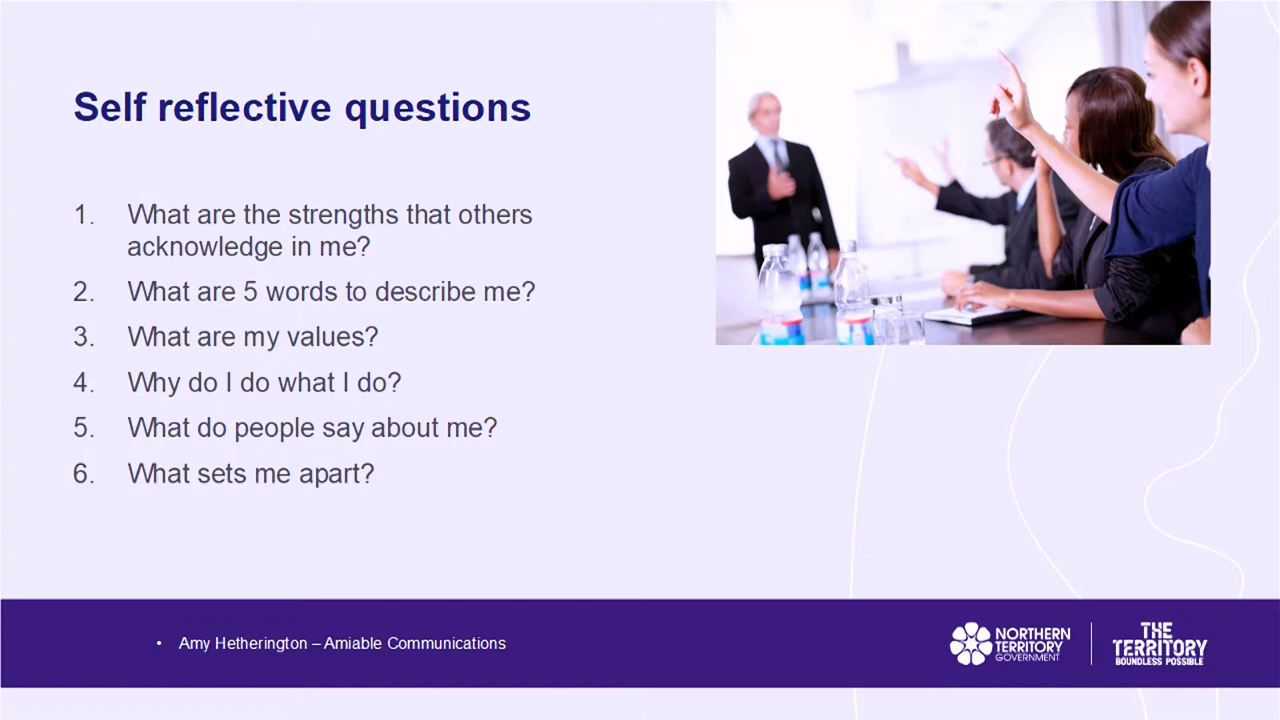 Self reflective questions
1. What are the strengths that others
acknowledge in me?
2. What are 5 words to describe me?
3. What are my values?
4. Why do I do what I do?
5. What do people say about me?
6. What sets me apart?
• Amy Hetherington – Amiable Communications
NORTHERN
TERRITORY
GOVERNMENT
THE
TERRITORY
BOUNDLESS POSSIBLE